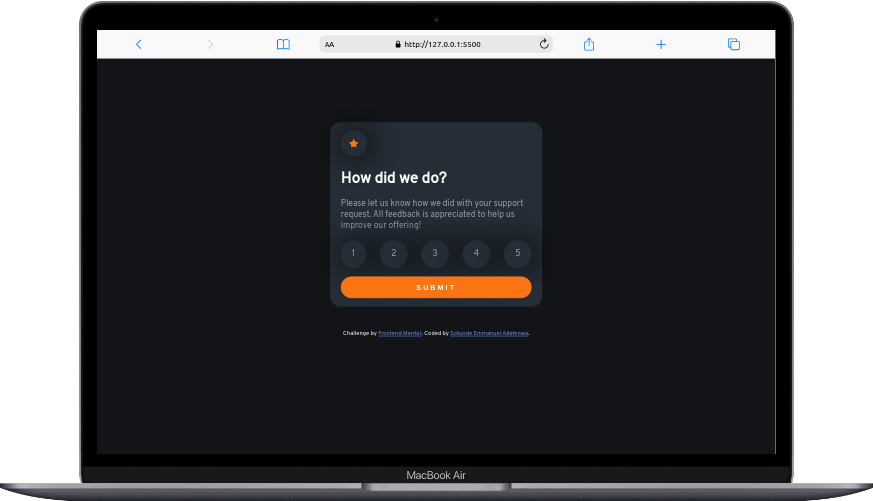 AA http://127.0.0.1:5500
How did we do?
Please let us know how we did with your support
request. All feedback is appreciated to help us
improve our offering!
1 2 3 4 5
SUBMIT
Challenge by Frontend Mentor. Coded by Sotunde Emmanuel Adefenwa.
MacBook Air